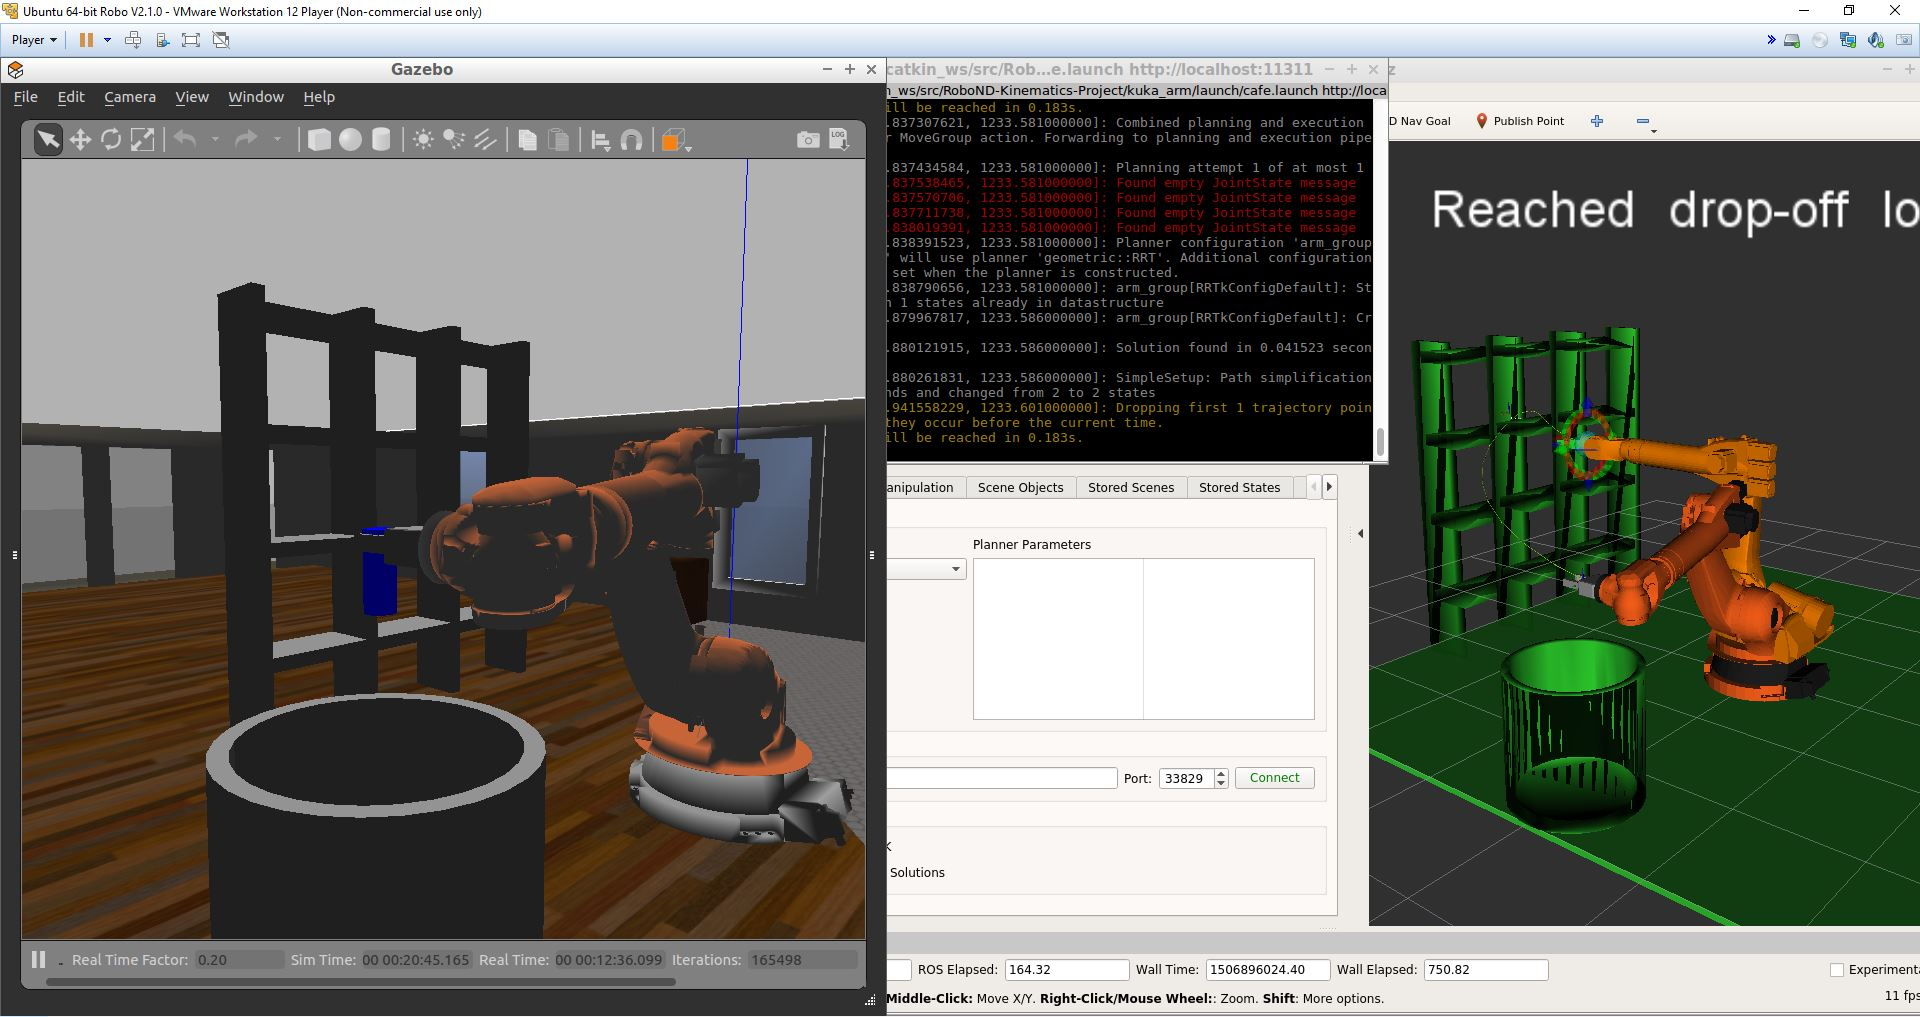 Ubuntu 64-bit Robo V2.1.0 - VMware Workstation 12 Player (Non-commercial use only)
Player
Gazebo
File Edit Camera View Window Help
LOG
Real Time Factor: 0.20 Sim Time: 00 00:20:45.165 Real Time: 00 00:12:36.099 Iterations: 165498
catkin_ws/src/Rob...e.launch http://localhost:11311
n_ws/src/RoboND-Kinematics-Project/kuka_arm/launch/cafe.launch http://loca
ill be reached in 0.183s.
.837307621, 1233.581000000]: Combined planning and execution
r MoveGroup action. Forwarding to planning and execution pipe
.837434584, 1233.581000000]: Planning attempt 1 of at most 1
.837538465, 1233.581000000]: Found empty JointState message
.837570706, 1233.581000000]: Found empty JointState message
.837711738, 1233.581000000]: Found empty JointState message
.838019391, 1233.581000000]: Found empty JointState message
.838391523, 1233.581000000]: Planner configuration 'arm_group
' will use planner 'geometric::RRT'. Additional configuration
set when the planner is constructed.
.838790656, 1233.581000000]: arm_group[RRTkConfigDefault]: St
n 1 states already in datastructure
.879967817, 1233.586000000]: arm_group[RRTkConfigDefault]: Cr
.880121915, 1233.586000000]: Solution found in 0.041523 secon
.880261831, 1233.586000000]: SimpleSetup: Path simplification
nds and changed from 2 to 2 states
.941558229, 1233.601000000]: Dropping first 1 trajectory poin
they occur before the current time.
ill be reached in 0.183s.
z
D Nav Goal Publish Point
Reached drop-off lo
anipulation Scene Objects Stored Scenes Stored States
Planner Parameters
Port: 33829 Connect
Solutions
ROS Elapsed: 164.32 Wall Time: 1506896024.40 Wall Elapsed: 750.82 Experimenta
Middle-Click: Move X/Y. Right-Click/Mouse Wheel:: Zoom. Shift: More options.
11 fps